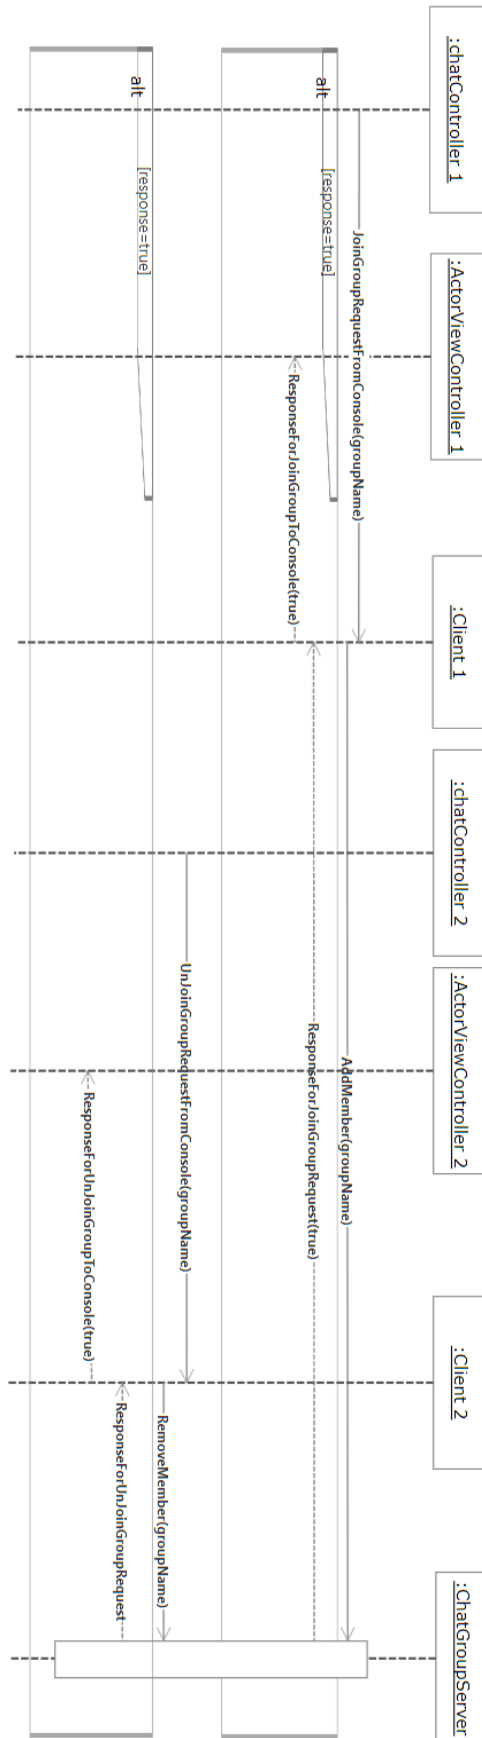 :chatController 1
:ActorViewController 1
:Client 1
:chatController 2
:ActorViewController 2
:Client 2
:ChatGroupServer
JoinGroupRequestFromConsole(groupName)
AddMember(groupName)
alt
[response=true]
ResponseForJoinGroupRequest(true)
ResponseForJoinGroupToConsole(true)
UnJoinGroupRequestFromConsole(groupName)
RemoveMember(groupName)
alt
[response=true]
ResponseForUnJoinGroupRequest
ResponseForUnJoinGroupToConsole(true)